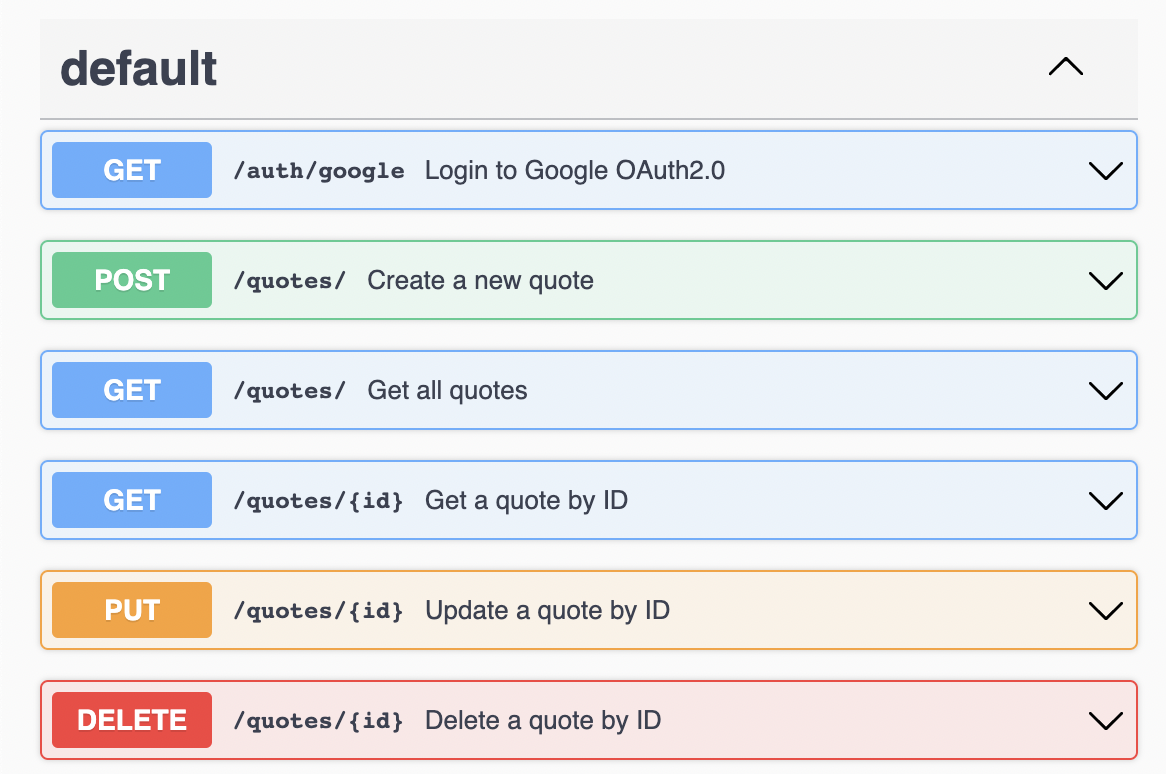 default
GET /auth/google Login to Google OAuth2.0
POST /quotes/ Create a new quote
GET /quotes/ Get all quotes
GET /quotes/{id} Get a quote by ID
PUT /quotes/{id} Update a quote by ID
DELETE /quotes/{id} Delete a quote by ID